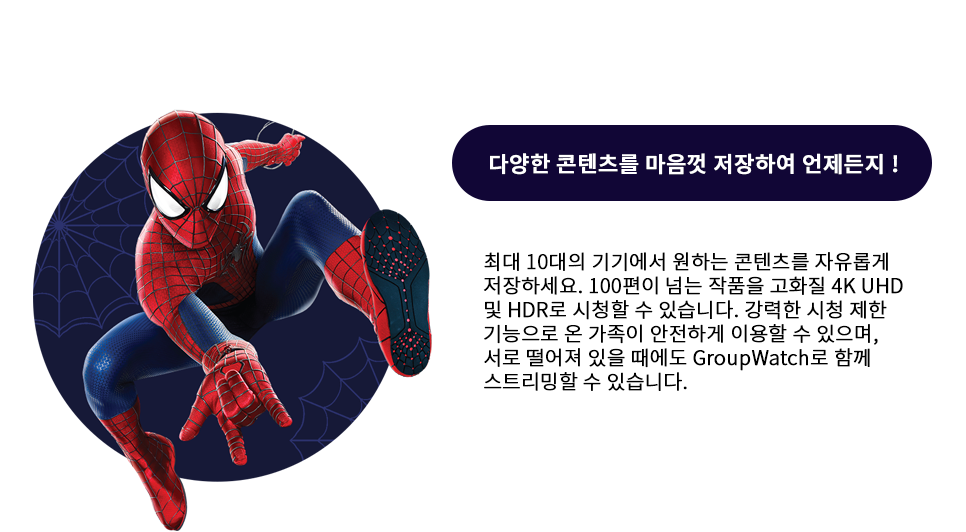 다양한 콘텐츠를 마음껏 저장하여 언제든지 !
최대 10대의 기기에서 원하는 콘텐츠를 자유롭게
저장하세요. 100편이 넘는 작품을 고화질 4K UHD
및 HDR로 시청할 수 있습니다. 강력한 시청 제한
기능으로 온 가족이 안전하게 이용할 수 있으며,
서로 떨어져 있을 때에도 GroupWatch로 함께
스트리밍할 수 있습니다.